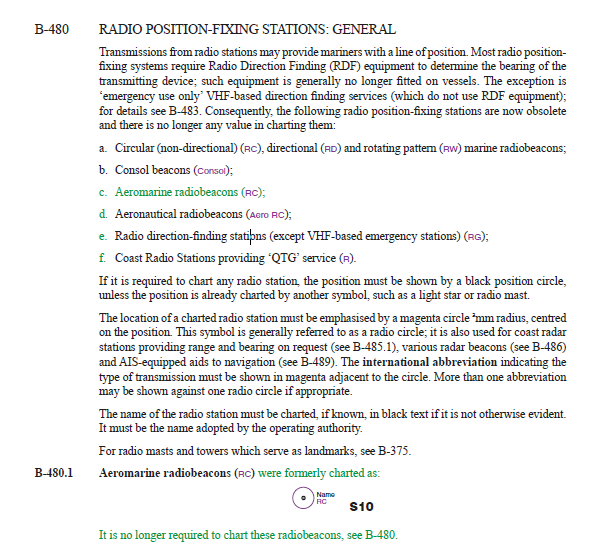 B-480 RADIO POSITION-FIXING STATIONS: GENERAL
Transmissions from radio stations may provide mariners with a line of position. Most radio position-
fixing systems require Radio Direction Finding (RDF) equipment to determine the bearing of the
transmitting device; such equipment is generally no longer fitted on vessels. The exception is
‘emergency use only’ VHF-based direction finding services (which do not use RDF equipment);
for details see B-483. Consequently, the following radio position-fixing stations are now obsolete
and there is no longer any value in charting them:
a. Circular (non-directional) (RC), directional (RD) and rotating pattern (RW) marine radiobeacons;
b. Consol beacons (Consol);
c. Aeromarine radiobeacons (RC);
d. Aeronautical radiobeacons (Aero RC);
e. Radio direction-finding stations (except VHF-based emergency stations) (RG);
f. Coast Radio Stations providing ‘QTG’ service (R).
If it is required to chart any radio station, the position must be shown by a black position circle,
unless the position is already charted by another symbol, such as a light star or radio mast.
The location of a charted radio station must be emphasised by a magenta circle ²mm radius, centred
on the position. This symbol is generally referred to as a radio circle; it is also used for coast radar
stations providing range and bearing on request (see B-485.1), various radar beacons (see B-486)
and AIS-equipped aids to navigation (see B-489). The international abbreviation indicating the
type of transmission must be shown in magenta adjacent to the circle. More than one abbreviation
may be shown against one radio circle if appropriate.
The name of the radio station must be charted, if known, in black text if it is not otherwise evident.
It must be the name adopted by the operating authority.
For radio masts and towers which serve as landmarks, see B-375.
B-480.1 Aeromarine radiobeacons (RC) were formerly charted as:
Name
RC
S10
It is no longer required to chart these radiobeacons, see B-480.